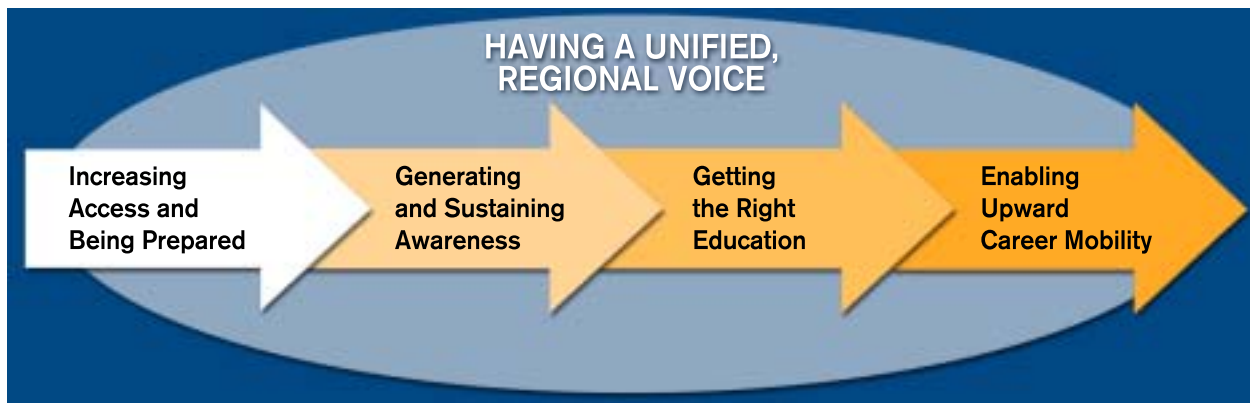 HAVING A UNIFIED,
REGIONAL VOICE
Increasing
Access and
Being Prepared
Generating
and Sustaining
Awareness
Getting
the Right
Education
Enabling
Upward
Career Mobility